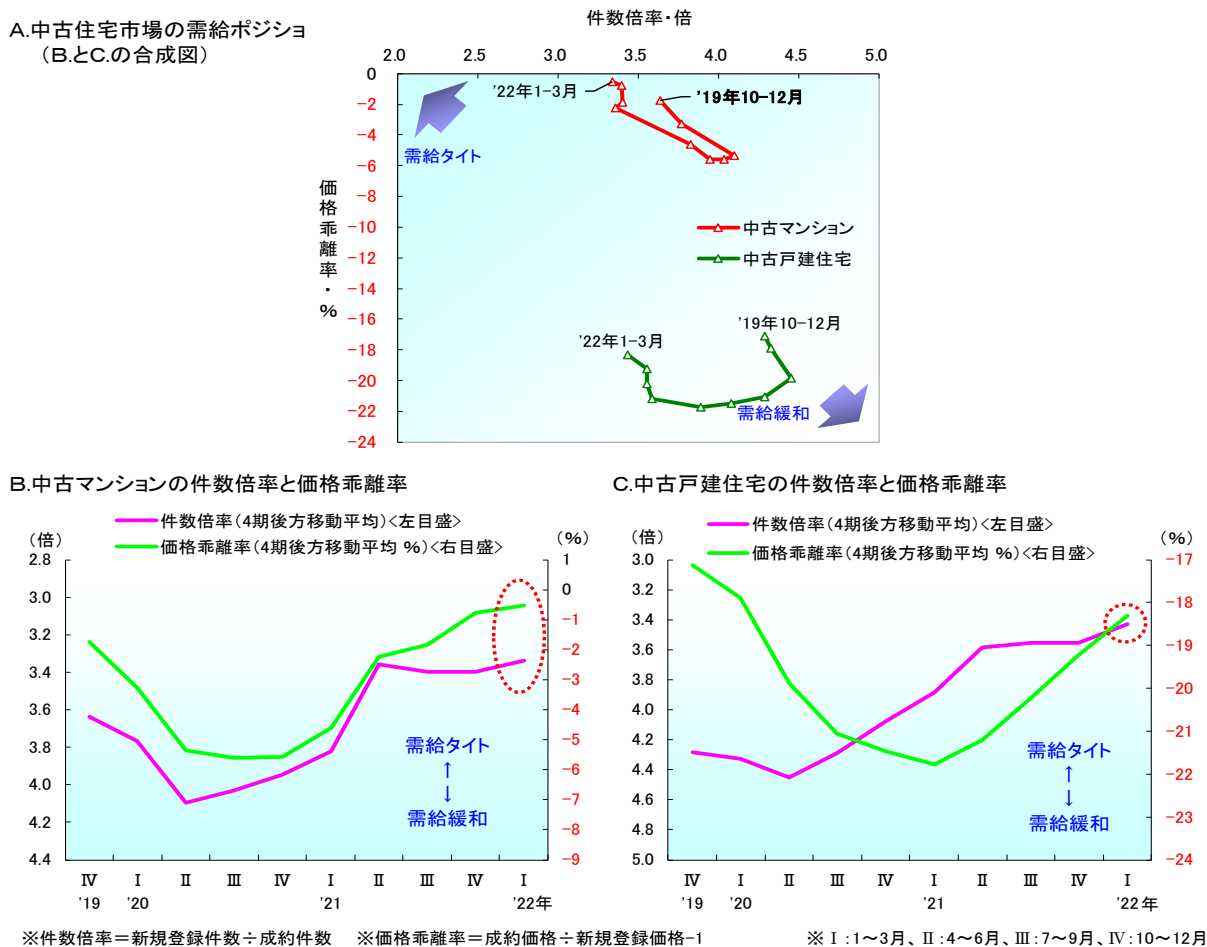 A.中古住宅市場の需給ポジショ
（B.とC.の合成図）
件数倍率・倍
2.0 2.5 3.0 3.5 4.0 4.5 5.0
0
-2
-4
-6
-8
-10
-12
-14
-16
-18
-20
-22
-24
価格乖離率・%
'22年1-3月
'19年10-12月
需給タイト
中古マンション
中古戸建住宅
'19年10-12月
'22年1-3月
需給緩和
B.中古マンションの件数倍率と価格乖離率
件数倍率(4期後方移動平均)<左目盛>
価格乖離率(4期後方移動平均 %)<右目盛>
(倍)
(%)
2.8
3.0
3.2
3.4
3.6
3.8
4.0
4.2
4.4
1
0
-1
-2
-3
-4
-5
-6
-7
-8
-9
需給タイト
↑
↓
需給緩和
Ⅳ Ⅰ Ⅱ Ⅲ Ⅳ Ⅰ Ⅱ Ⅲ Ⅳ Ⅰ
'19 '20 '21 '22年
C.中古戸建住宅の件数倍率と価格乖離率
件数倍率(4期後方移動平均)<左目盛>
価格乖離率(4期後方移動平均 %)<右目盛>
(倍)
(%)
3.0
3.2
3.4
3.6
3.8
4.0
4.2
4.4
4.6
4.8
5.0
-17
-18
-19
-20
-21
-22
-23
-24
需給タイト
↑
↓
需給緩和
Ⅳ Ⅰ Ⅱ Ⅲ Ⅳ Ⅰ Ⅱ Ⅲ Ⅳ Ⅰ
'19 '20 '21 '22年
※件数倍率＝新規登録件数÷成約件数 ※価格乖離率＝成約価格÷新規登録価格-1 ※Ⅰ:1～3月、Ⅱ:4～6月、Ⅲ:7～9月、Ⅳ:10～12月